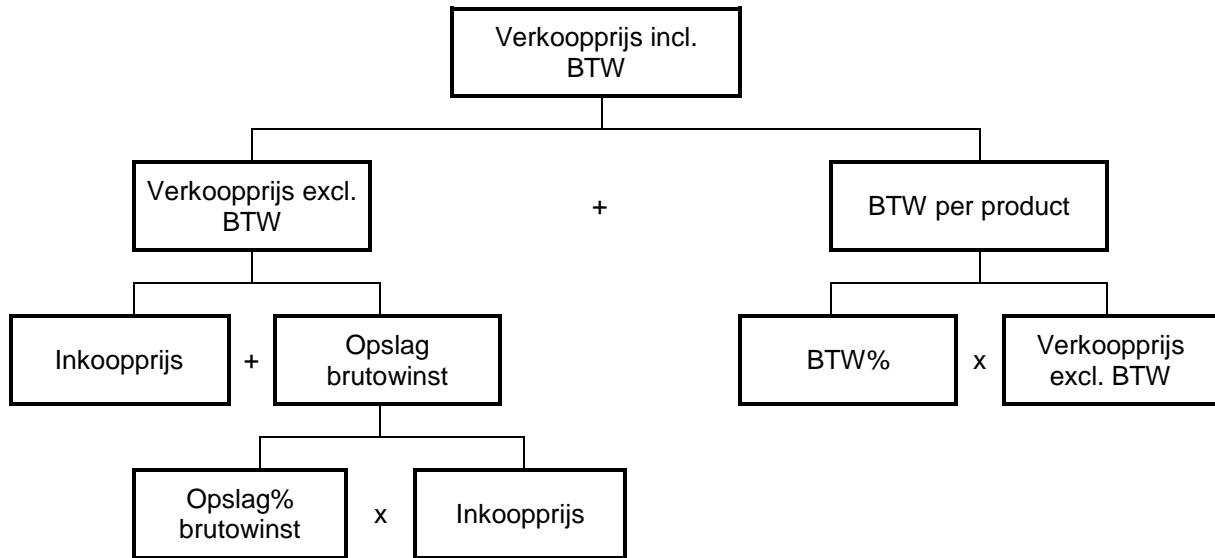 Verkoopprijs incl.
BTW
Verkoopprijs excl.
BTW
+
BTW per product
Inkoopprijs
+
Opslag
brutowinst
BTW%
x
Verkoopprijs
excl. BTW
Opslag%
brutowinst
x
Inkoopprijs